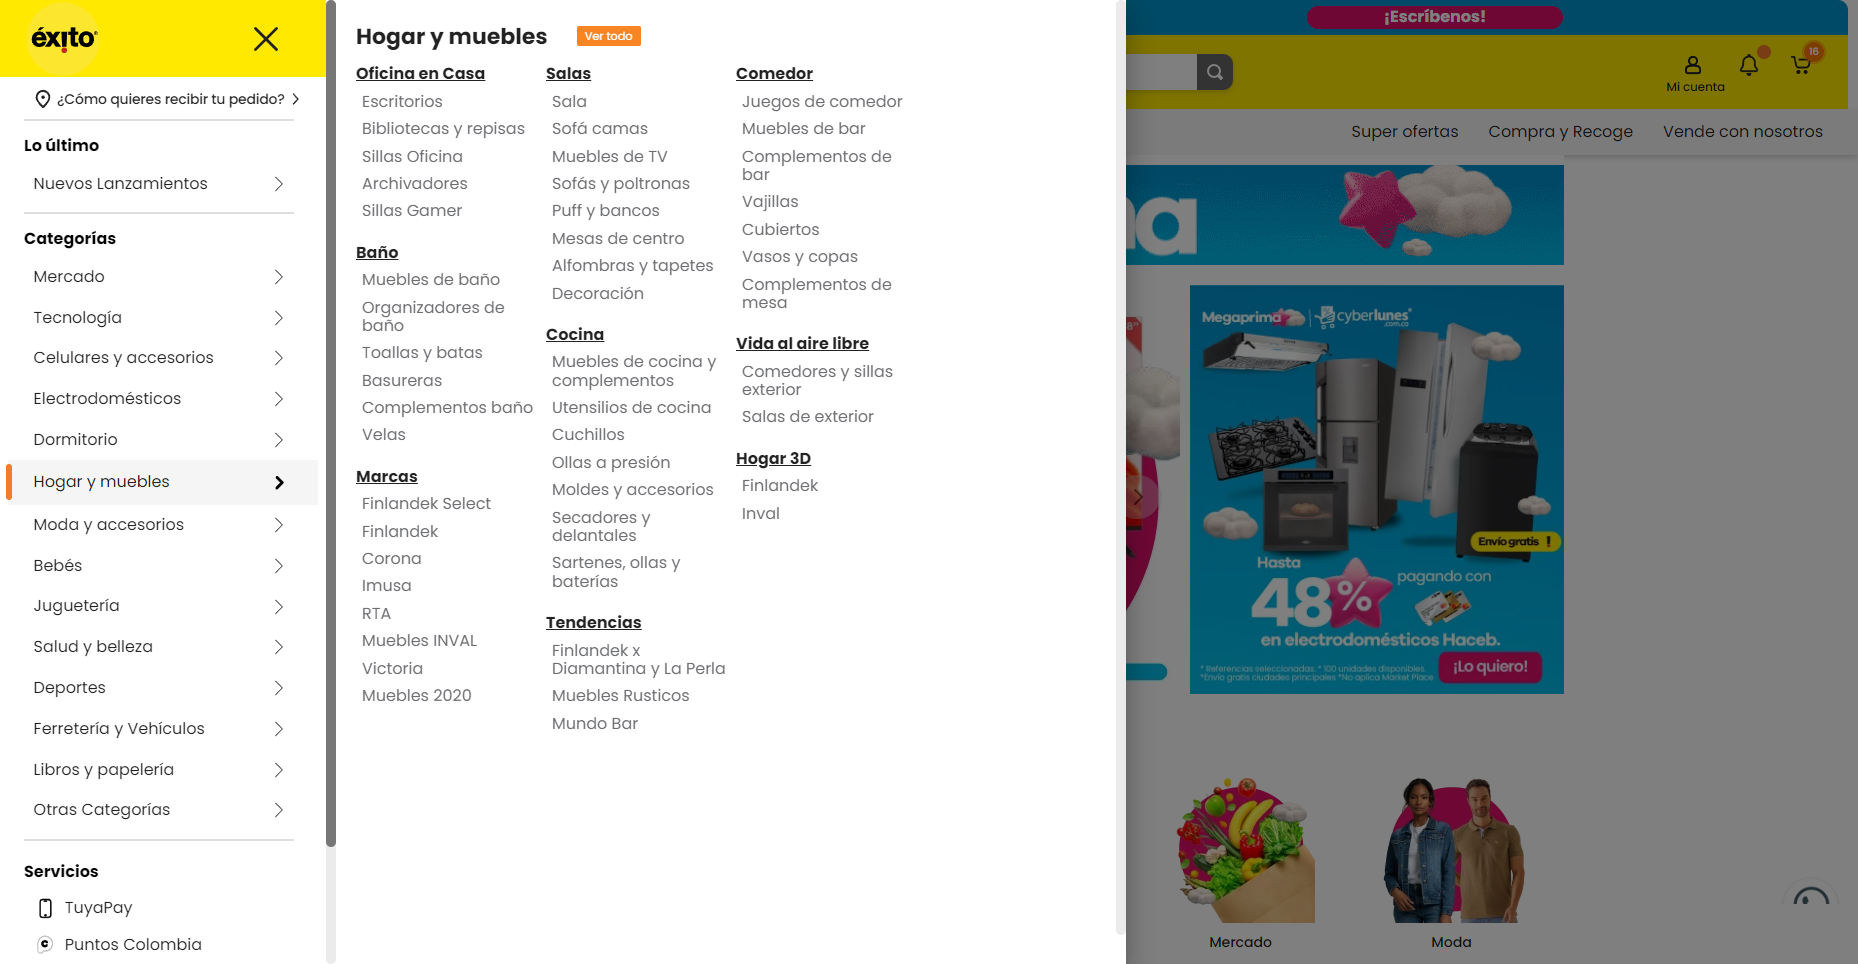 éxito
¿Cómo quieres recibir tu pedido?
Lo último
Nuevos Lanzamientos
Categorías
Mercado
Tecnología
Celulares y accesorios
Electrodomésticos
Dormitorio
Hogar y muebles
Moda y accesorios
Bebés
Juguetería
Salud y belleza
Deportes
Ferretería y Vehículos
Libros y papelería
Otras Categorías
Servicios
TuyaPay
Puntos Colombia
Hogar y muebles
Ver todo
Oficina en Casa
Escritorios
Bibliotecas y repisas
Sillas Oficina
Archivadores
Sillas Gamer
Baño
Muebles de baño
Organizadores de
baño
Toallas y batas
Basureras
Complementos baño
Velas
Marcas
Finlandek Select
Finlandek
Corona
Imusa
RTA
Muebles INVAL
Victoria
Muebles 2020
Salas
Sala
Sofá camas
Muebles de TV
Sofás y poltronas
Puff y bancos
Mesas de centro
Alfombras y tapetes
Decoración
Cocina
Muebles de cocina y
complementos
Utensilios de cocina
Cuchillos
Ollas a presión
Moldes y accesorios
Secadores y
delantales
Sartenes, ollas y
baterías
Tendencias
Finlandek x
Diamantina y La Perla
Muebles Rusticos
Mundo Bar
Comedor
Juegos de comedor
Muebles de bar
Complementos de
bar
Vajillas
Cubiertos
Vasos y copas
Complementos de
mesa
Vida al aire libre
Comedores y sillas
exterior
Salas de exterior
Hogar 3D
Finlandek
Inval
¡Escríbenos!
Mi cuenta
16
Super ofertas
Compra y Recoge
Vende con nosotros
na
8"
Megaprima
cyberlunes
.com.co
Envío gratis !
Hasta
48%
pagando con
en electrodomésticos Haceb.
* Referencias seleccionadas. * 100 unidades disponibles.
*Envío gratis ciudades principales *No aplica Market Place
¡Lo quiero!
Mercado
Moda